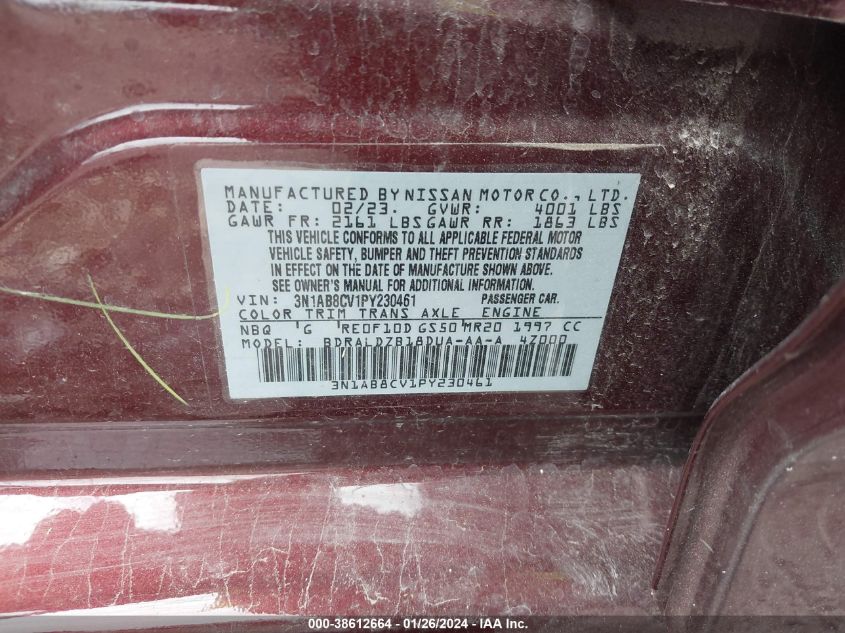 MANUFACTURED BY NISSAN MOTOR CO., LTD.
DATE: 02/23. GVWR: 4001 LBS
GAWR FR: 2161 LBS GAWR RR: 1863 LBS
THIS VEHICLE CONFORMS TO ALL APPLICABLE FEDERAL MOTOR
VEHICLE SAFETY, BUMPER AND THEFT PREVENTION STANDARDS
IN EFFECT ON THE DATE OF MANUFACTURE SHOWN ABOVE.
SEE OWNER'S MANUAL FOR ADDITIONAL INFORMATION.
VIN: 3N1AB8CV1PY230461 PASSENGER CAR.
COLOR TRIM TRANS AXLE ENGINE
NBQ 'G 'RE0F10D GS50'MR20 1997 CC
MODEL: BDRALDZB18DUA-AA-A 4Z000
3N1AB8CV1PY230461
000-38612664 - 01/26/2024 - IAA Inc.